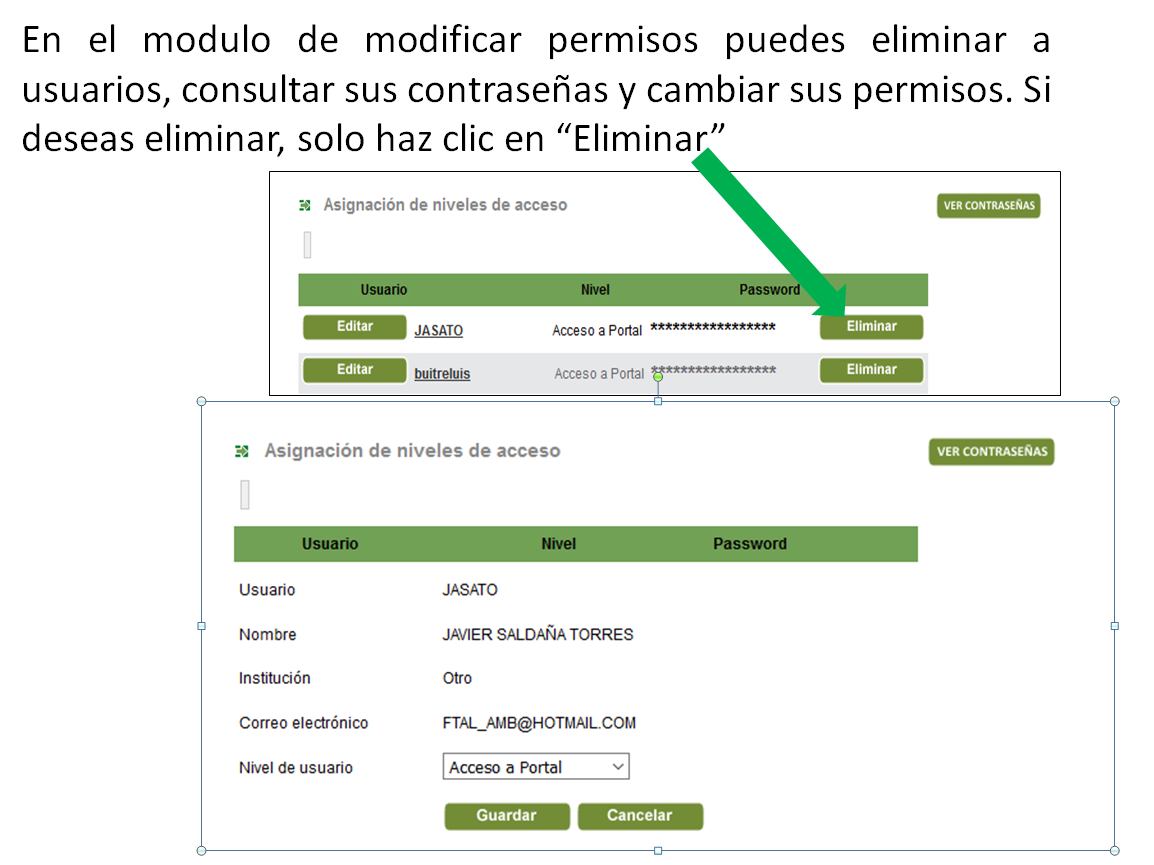 En el modulo de modificar permisos puedes eliminar a
usuarios, consultar sus contraseñas y cambiar sus permisos. Si
deseas eliminar, solo haz clic en “Eliminar”
Asignación de niveles de acceso VER CONTRASEÑAS
Usuario Nivel Password
Editar JASATO Acceso a Portal ***************** Eliminar
Editar buitreluis Acceso a Portal ***************** Eliminar
Asignación de niveles de acceso VER CONTRASEÑAS
Usuario Nivel Password
Usuario JASATO
Nombre JAVIER SALDAÑA TORRES
Institución Otro
Correo electrónico FTAL_AMB@HOTMAIL.COM
Nivel de usuario Acceso a Portal
Guardar Cancelar